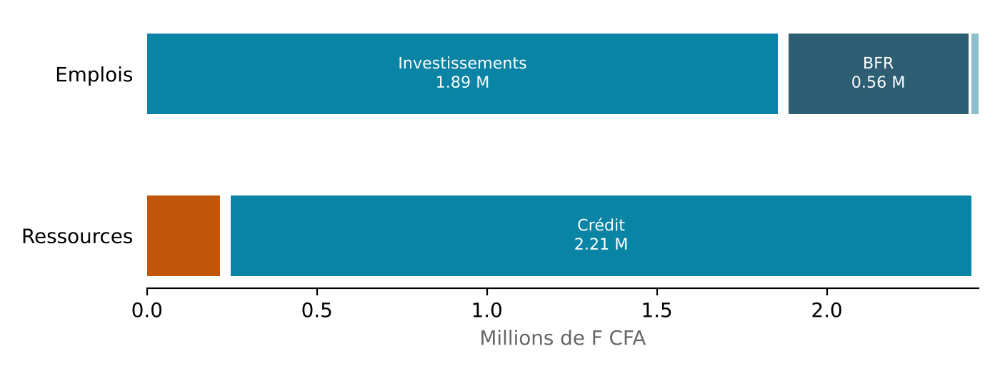 Emplois
Investissements
1.89 M
BFR
0.56 M
Ressources
Crédit
2.21 M
0.0
0.5
1.0
1.5
2.0
Millions de F CFA